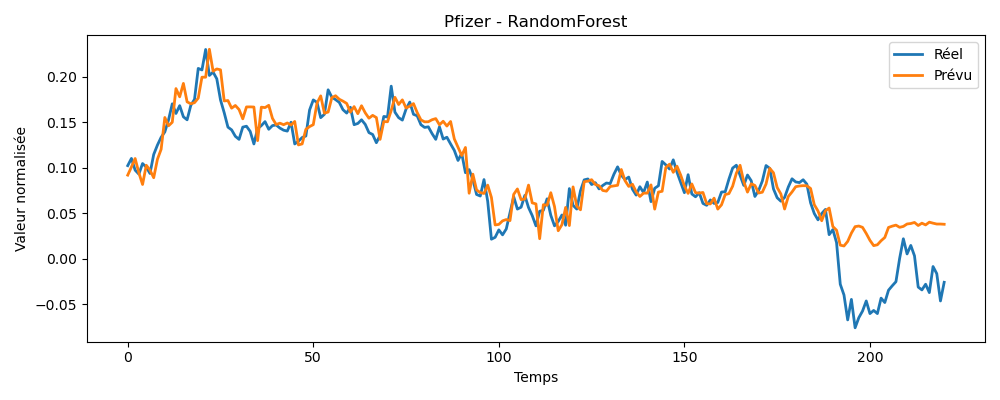 Pfizer - RandomForest
Réel
Prévu
Valeur normalisée
0.20
0.15
0.10
0.05
0.00
−0.05
0 50 100 150 200
Temps